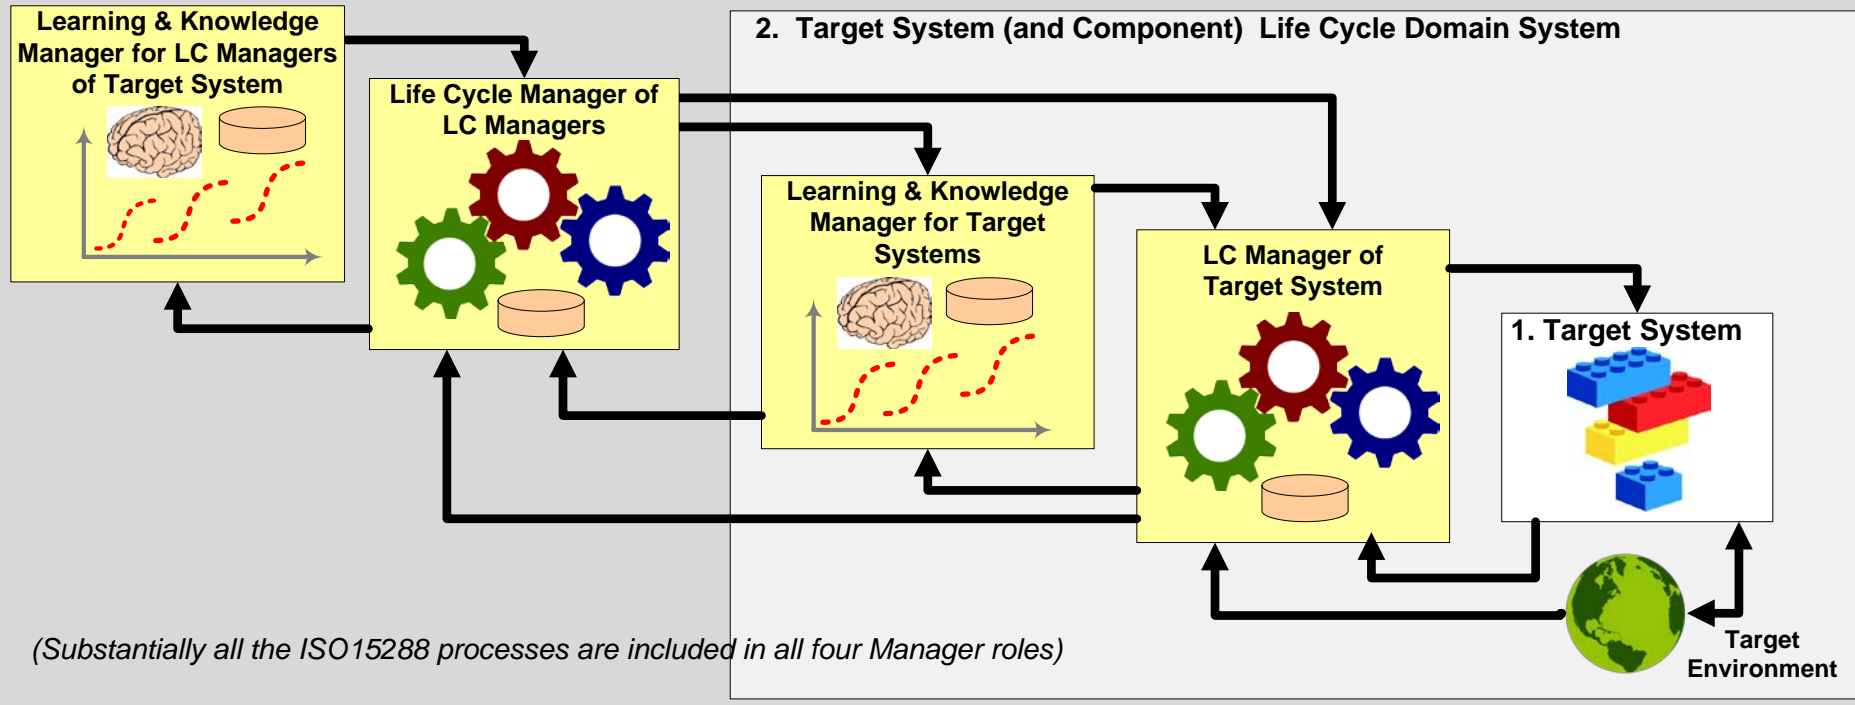 Learning & Knowledge
Manager for LC Managers
of Target System
2.  Target System (and Component)  Life Cycle Domain System
Life Cycle Manager of
LC Managers
Learning & Knowledge
Manager for Target
Systems
LC Manager of
Target System
1. Target System
(Substantially all the ISO15288 processes are included in all four Manager roles)
Target
Environment